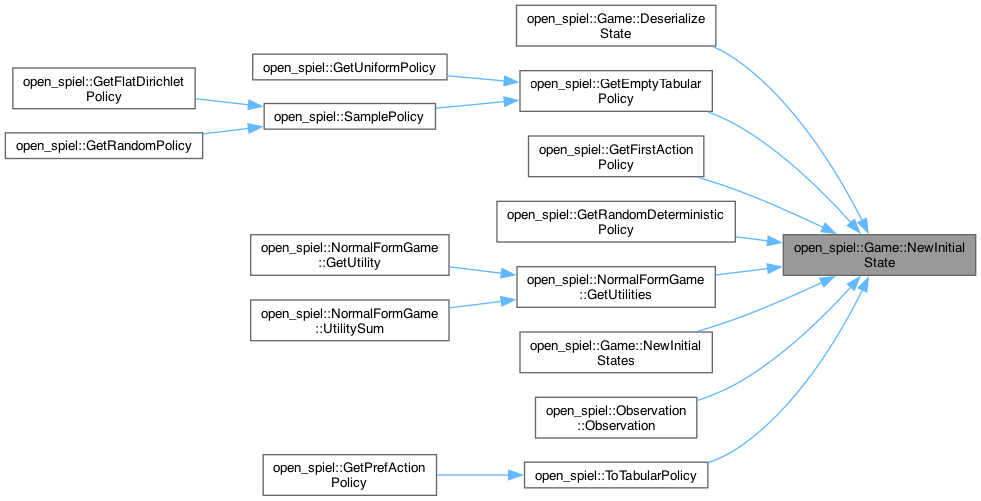 open_spiel::Game::Deserialize
State
open_spiel::GetUniformPolicy
open_spiel::GetEmptyTabular
Policy
open_spiel::GetFlatDirichlet
Policy
open_spiel::SamplePolicy
open_spiel::GetRandomPolicy
open_spiel::GetFirstAction
Policy
open_spiel::GetRandomDeterministic
Policy
open_spiel::Game::NewInitial
State
open_spiel::NormalFormGame
::GetUtility
open_spiel::NormalFormGame
::GetUtilities
open_spiel::NormalFormGame
::UtilitySum
open_spiel::Game::NewInitial
States
open_spiel::Observation
::Observation
open_spiel::GetPrefAction
Policy
open_spiel::ToTabularPolicy